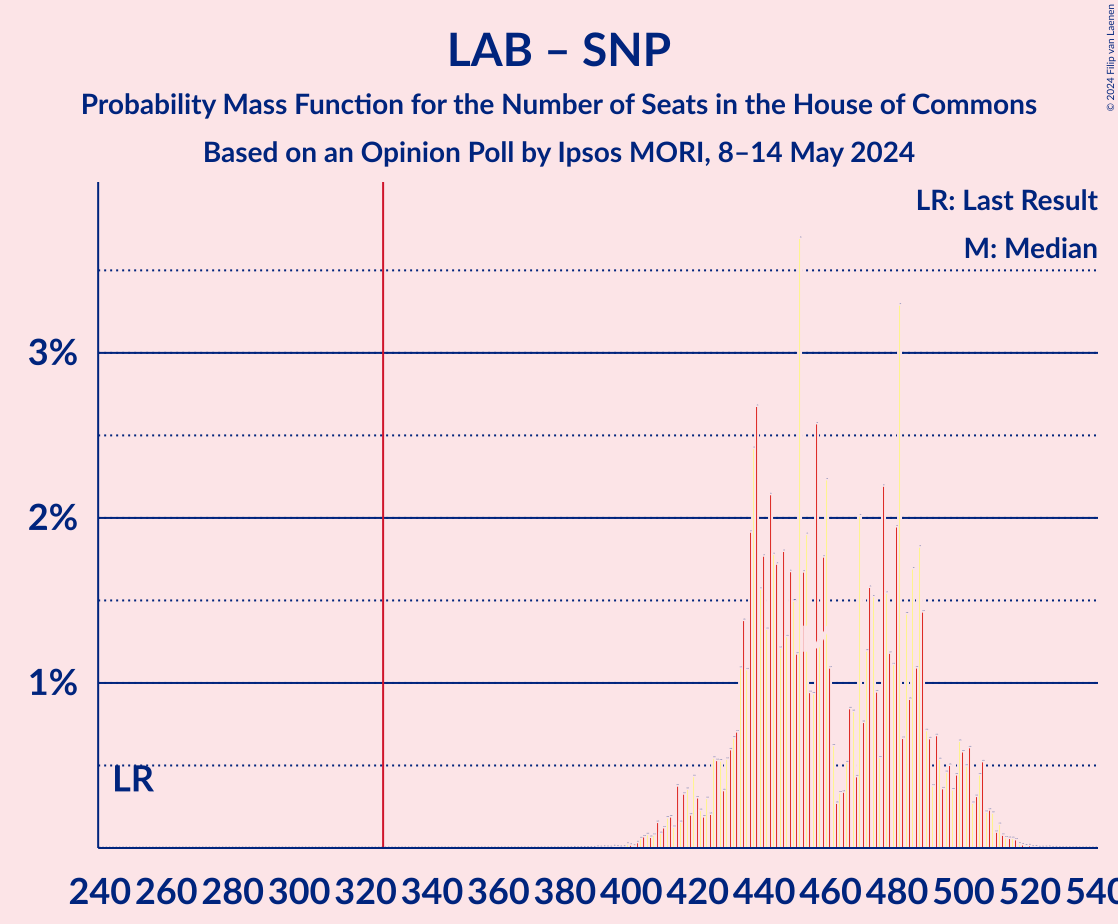 LAB – SNP
Probability Mass Function for the Number of Seats in the House of Commons
Based on an Opinion Poll by Ipsos MORI, 8–14 May 2024
© 2024 Filip van Laenen
LR: Last Result
M: Median
3%
2%
1%
LR
240 260 280 300 320 340 360 380 400 420 440 460 480 500 520 540